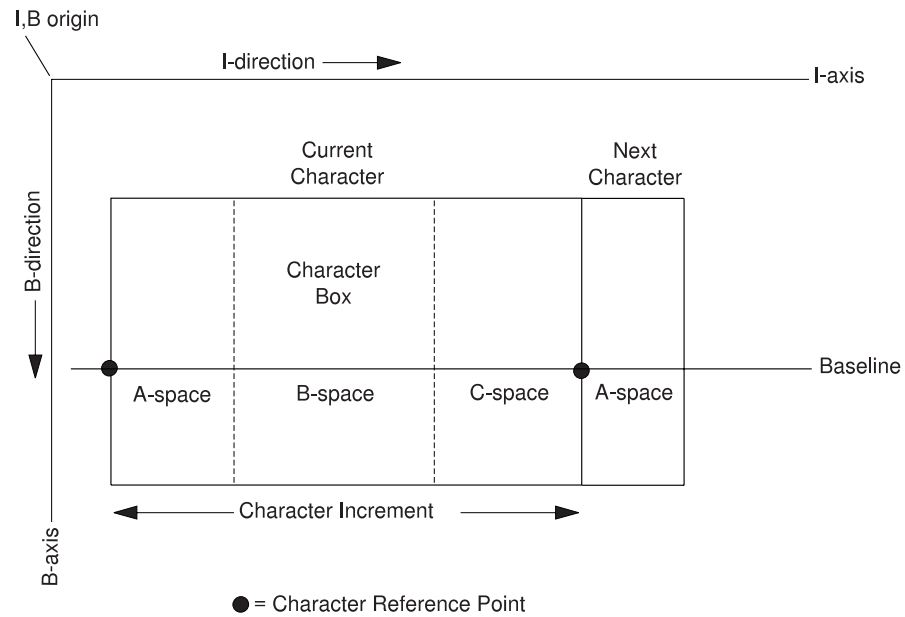 I,B origin
I-direction
I-axis
Current
Character
Next
Character
B-direction
Character
Box
Baseline
A-space
B-space
C-space
A-space
Character Increment
B-axis
= Character Reference Point